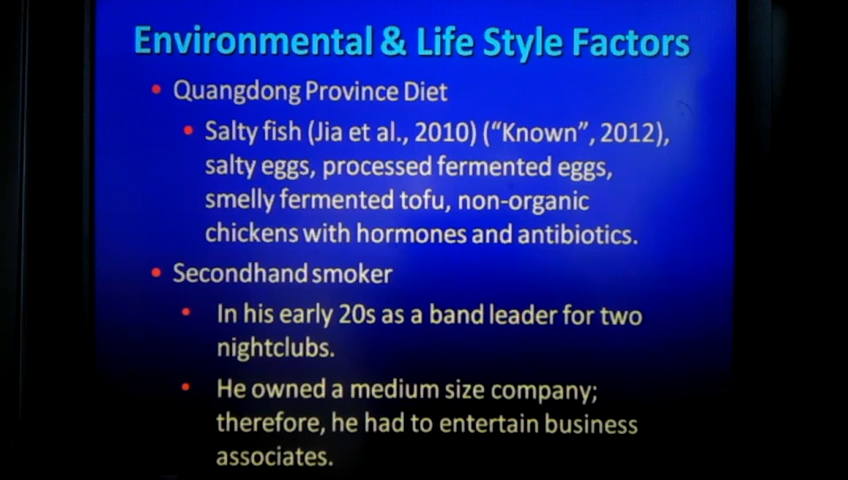 Environmental & Life Style Factors
• Quangdong Province Diet
• Salty fish (Jia et al., 2010) (“Known”, 2012),
salty eggs, processed fermented eggs,
smelly fermented tofu, non-organic
chickens with hormones and antibiotics.
• Secondhand smoker
• In his early 20s as a band leader for two
nightclubs.
• He owned a medium size company;
therefore, he had to entertain business
associates.